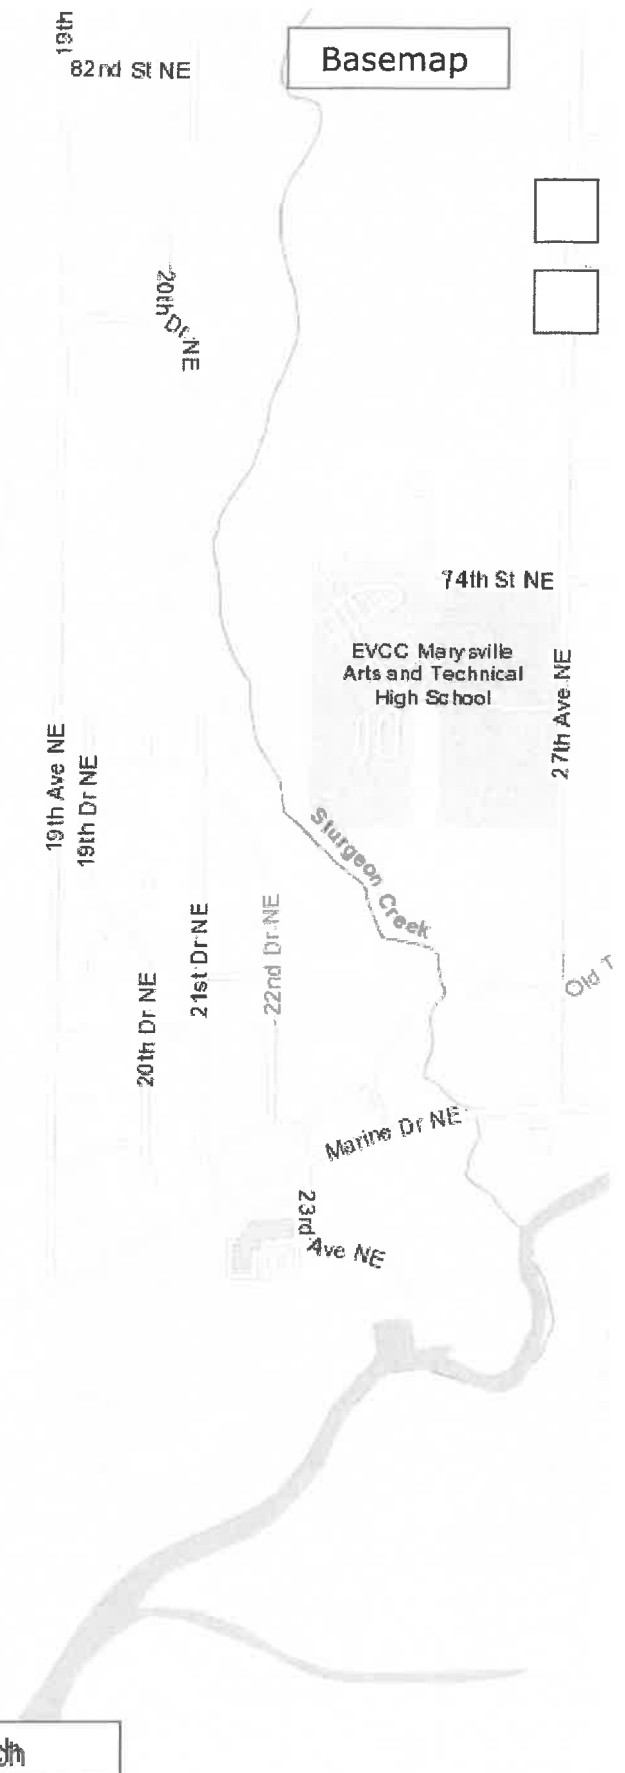 19th
82nd St NE
Basemap
20th Dr NE
74th St NE
EVCC Marysville
Arts and Technical
High School
27th Ave NE
19th Ave NE
19th Dr NE
Sturgeon Creek
21st Dr NE
22nd Dr NE
Old T
20th Dr NE
Marine Dr NE
23rd Ave NE